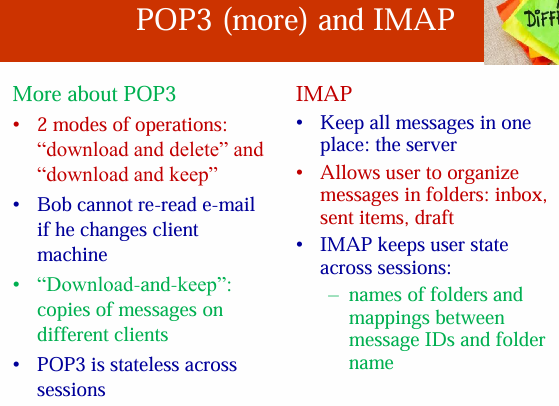 POP3 (more) and IMAP
DiFF
More about POP3
• 2 modes of operations:
“download and delete” and
“download and keep”
• Bob cannot re-read e-mail
if he changes client
machine
• “Download-and-keep”:
copies of messages on
different clients
• POP3 is stateless across
sessions
IMAP
• Keep all messages in one
place: the server
• Allows user to organize
messages in folders: inbox,
sent items, draft
• IMAP keeps user state
across sessions:
– names of folders and
mappings between
message IDs and folder
name